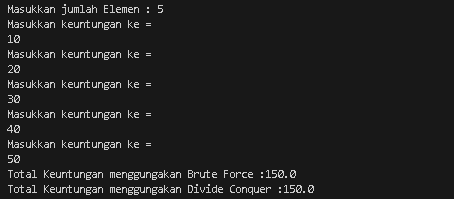 Masukkan jumlah Elemen : 5
Masukkan keuntungan ke =
10
Masukkan keuntungan ke =
20
Masukkan keuntungan ke =
30
Masukkan keuntungan ke =
40
Masukkan keuntungan ke =
50
Total Keuntungan menggungakan Brute Force :150.0
Total Keuntungan menggungakan Divide Conquer :150.0